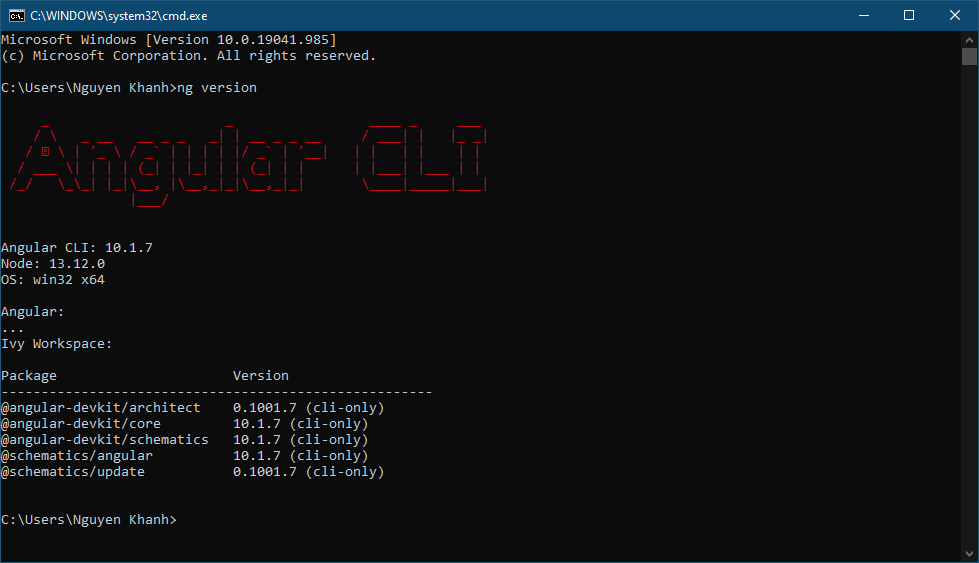 C:\WINDOWS\system32\cmd.exe
Microsoft Windows [Version 10.0.19041.985]
(c) Microsoft Corporation. All rights reserved.
C:\Users\Nguyen Khanh>ng version
Angular CLI
Angular CLI: 10.1.7
Node: 13.12.0
OS: win32 x64
Angular:
...
Ivy Workspace:
Package                      Version
------------------------------------------------------
@angular-devkit/architect    0.1001.7 (cli-only)
@angular-devkit/core         10.1.7 (cli-only)
@angular-devkit/schematics   10.1.7 (cli-only)
@schematics/angular          10.1.7 (cli-only)
@schematics/update           0.1001.7 (cli-only)
C:\Users\Nguyen Khanh>